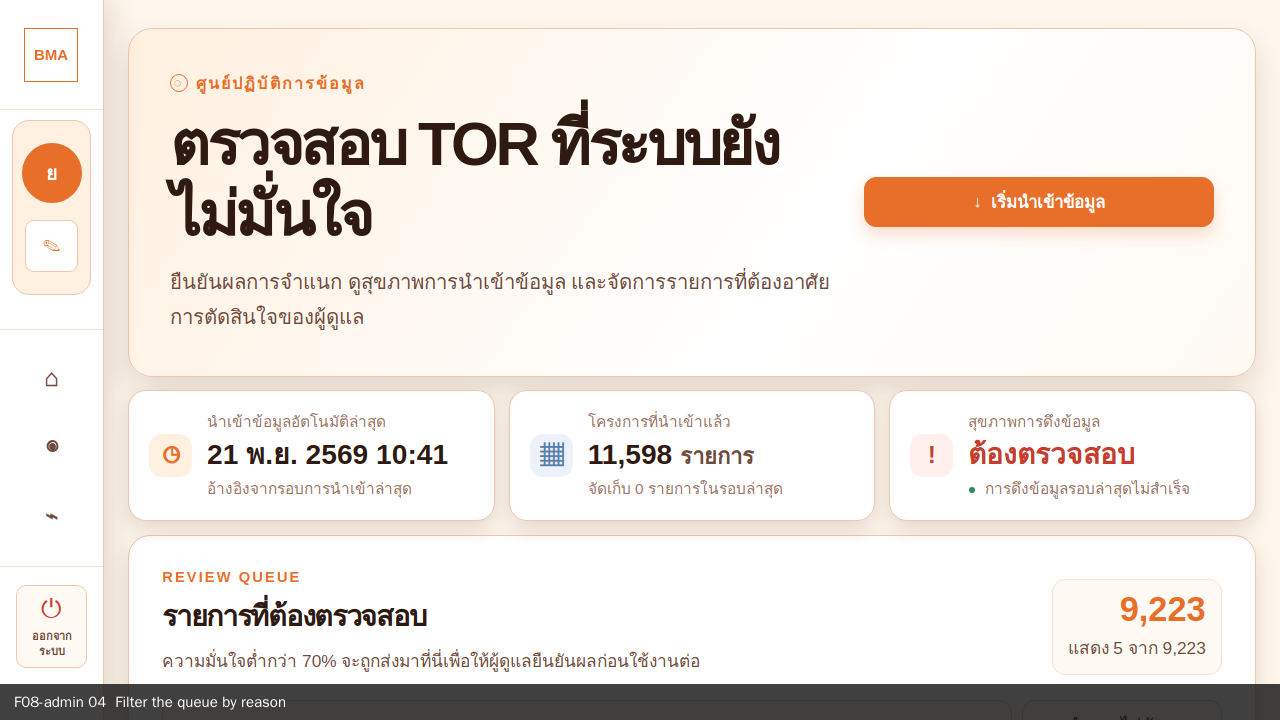 BMA
ย
ออกจาก
ระบบ
ศูนย์ปฏิบัติการข้อมูล
ตรวจสอบ TOR ที่ระบบยัง
ไม่มั่นใจ
ยืนยันผลการจำแนก ดูสุขภาพการนำเข้าข้อมูล และจัดการรายการที่ต้องอาศัย
การตัดสินใจของผู้ดูแล
↓ เริ่มนำเข้าข้อมูล
นำเข้าข้อมูลอัตโนมัติล่าสุด
21 พ.ย. 2569 10:41
อ้างอิงจากรอบการนำเข้าล่าสุด
โครงการที่นำเข้าแล้ว
11,598 รายการ
จัดเก็บ 0 รายการในรอบล่าสุด
!
สุขภาพการดึงข้อมูล
ต้องตรวจสอบ
การดึงข้อมูลรอบล่าสุดไม่สำเร็จ
REVIEW QUEUE
รายการที่ต้องตรวจสอบ
ความมั่นใจต่ำกว่า 70% จะถูกส่งมาที่นี่เพื่อให้ผู้ดูแลยืนยันผลก่อนใช้งานต่อ
9,223
แสดง 5 จาก 9,223
F08-admin 04 Filter the queue by reason